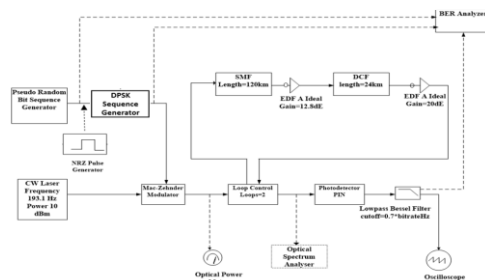 BER Analyzer
SMF
Length=120km
DCF
length=24km
EDF A Ideal
Gain=12.8dE
EDF A Ideal
Gain=20dE
Pseudo Random
Bit Sequence
Generator
DPSK
Sequence
Generator
NRZ Pulse
Generator
CW Laser
Frequency
193.1 Hz
Power 10
dBm
Mac-Zehnder
Modulator
Loop Control
Loops=2
Photodetector
PIN
Lowpass Bessel Filter
cutoff=0.7*bitrateHz
Optical Power
Optical Spectrum
Analyser
Oscilloscope